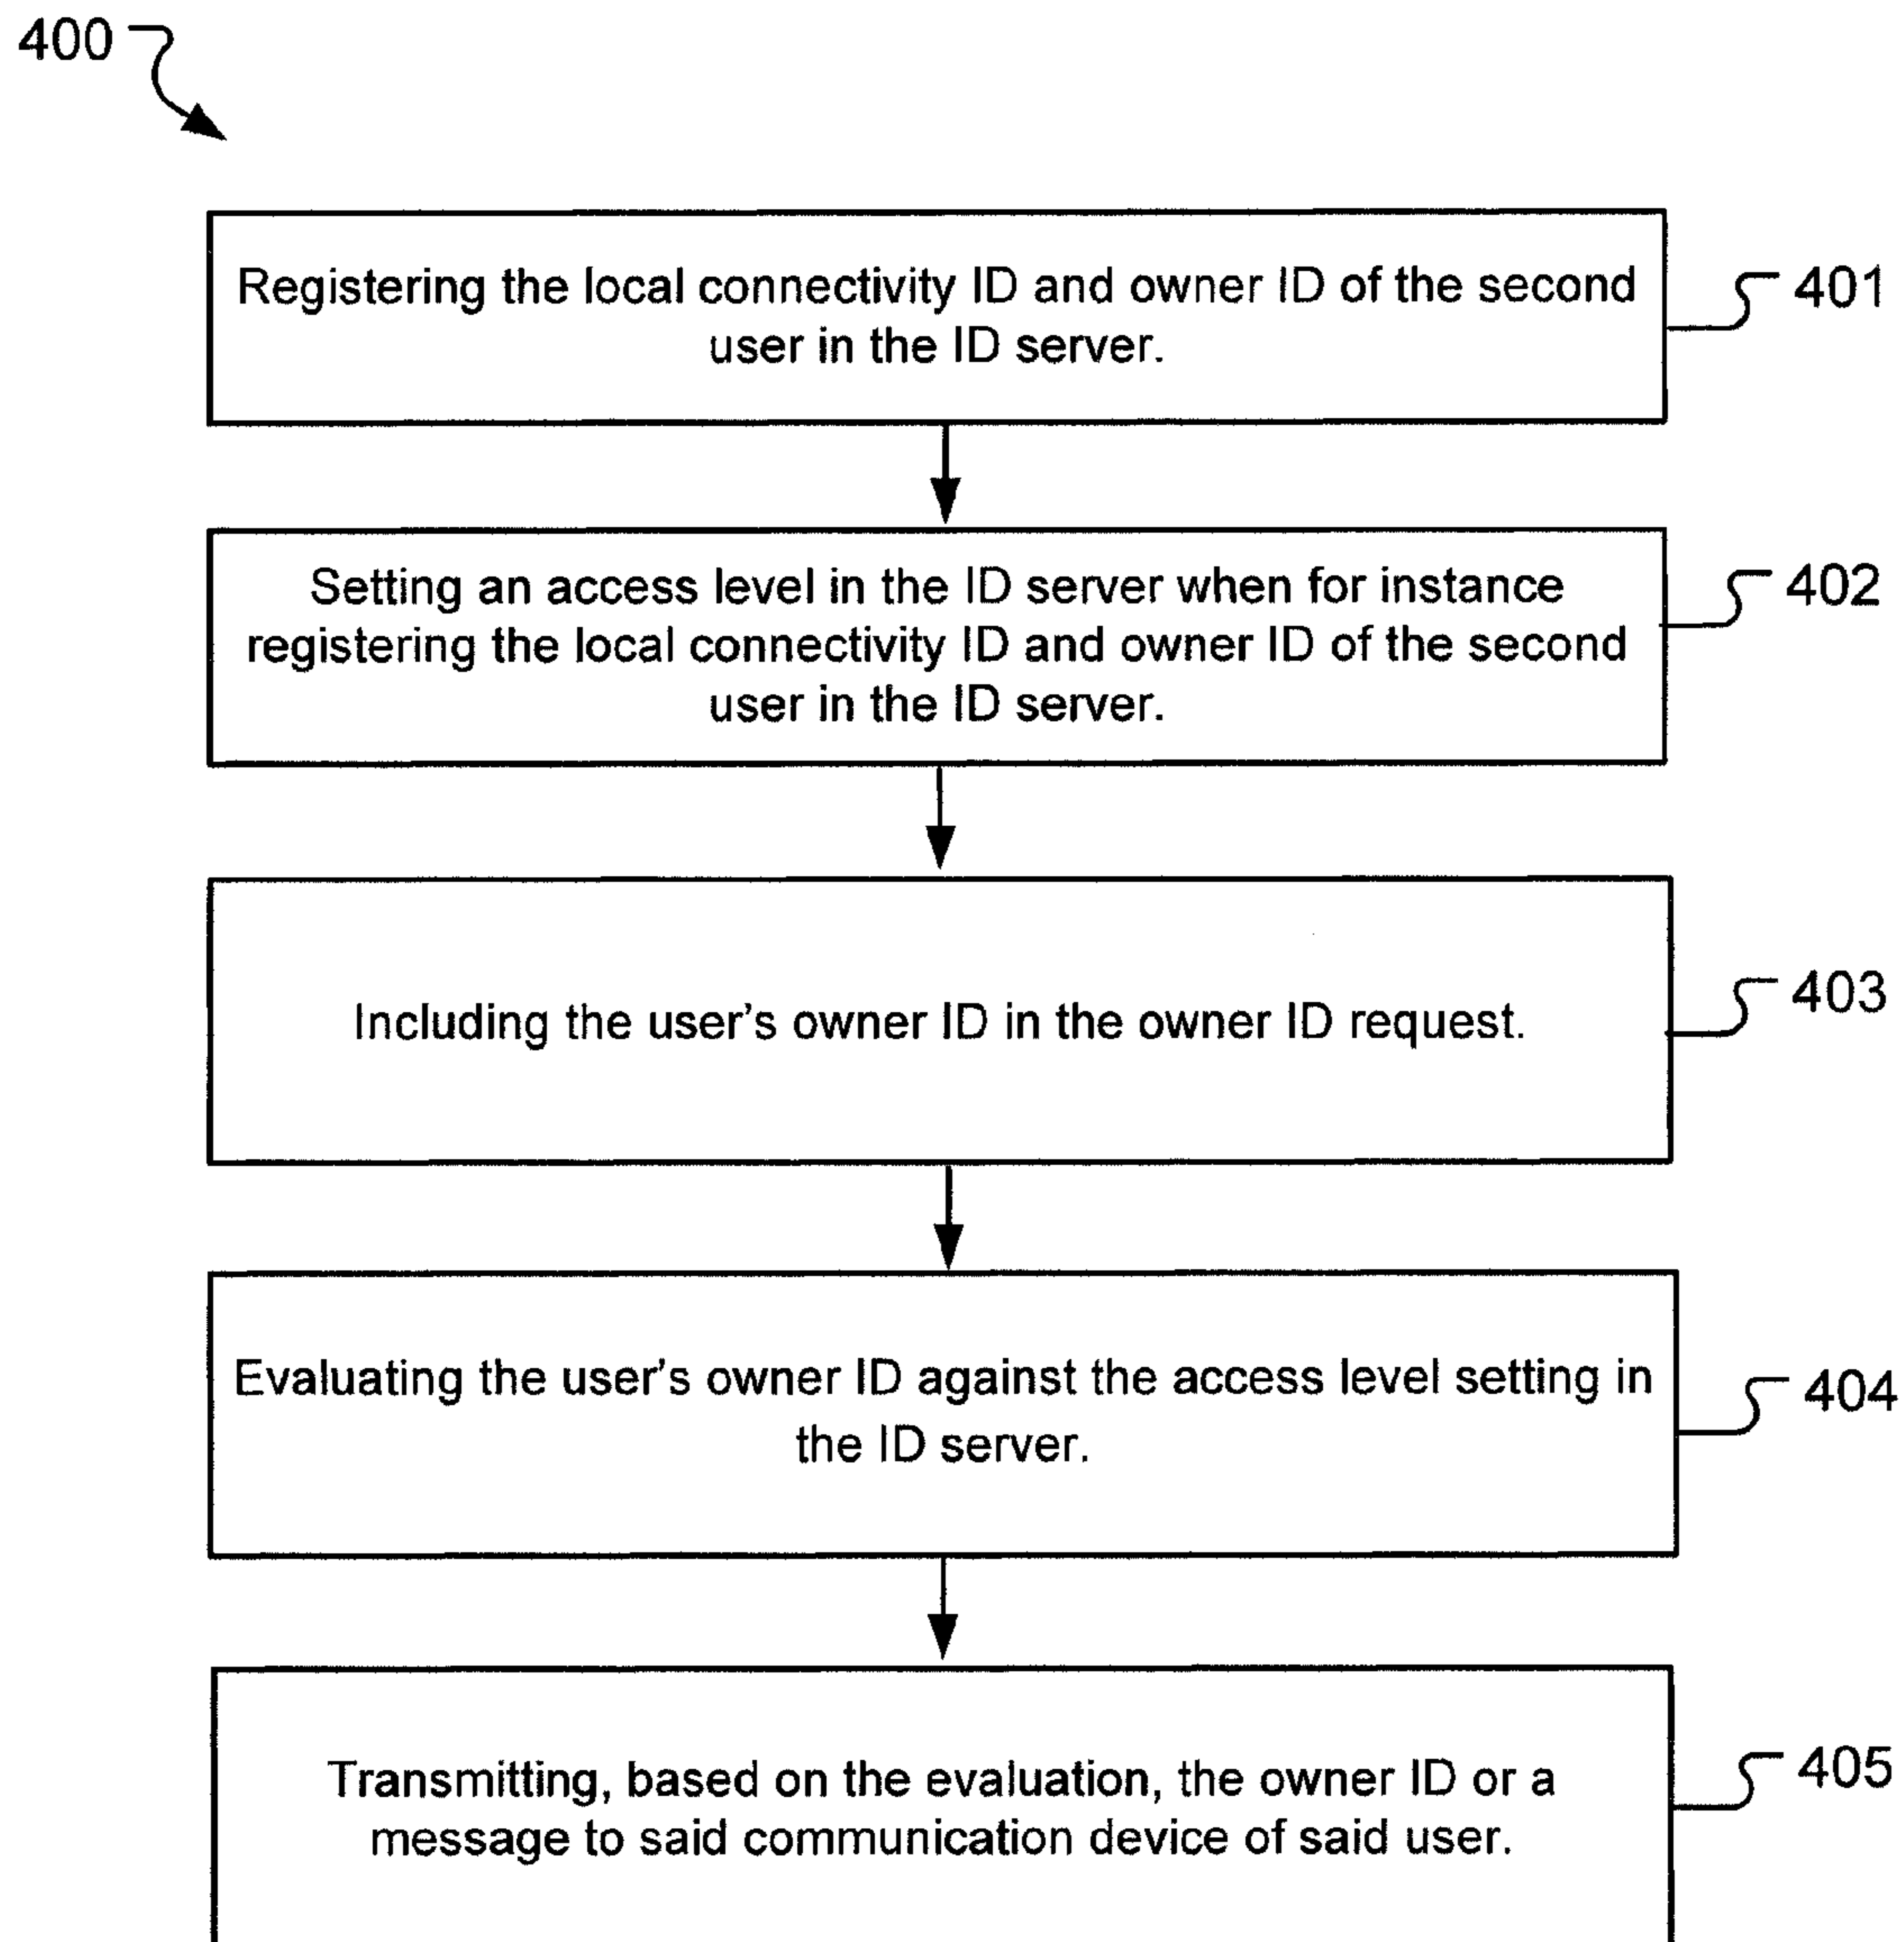 400
Registering the local connectivity ID and owner ID of the second
user in the ID server.
401
Setting an access level in the ID server when for instance
registering the local connectivity ID and owner ID of the second
user in the ID server.
402
Including the user's owner ID in the owner ID request.
403
Evaluating the user's owner ID against the access level setting in
the ID server.
404
Transmitting, based on the evaluation, the owner ID or a
message to said communication device of said user.
405